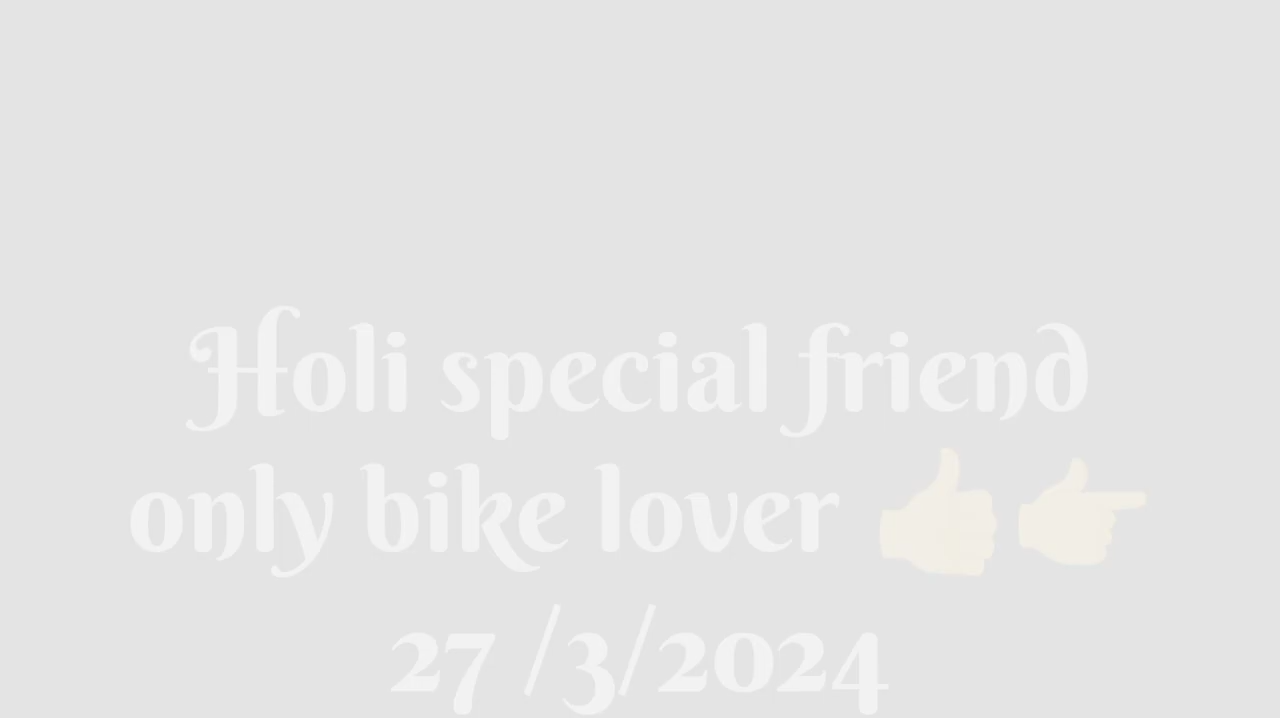 Holi special friend
only bike lover 👍👉
27 /3/2024